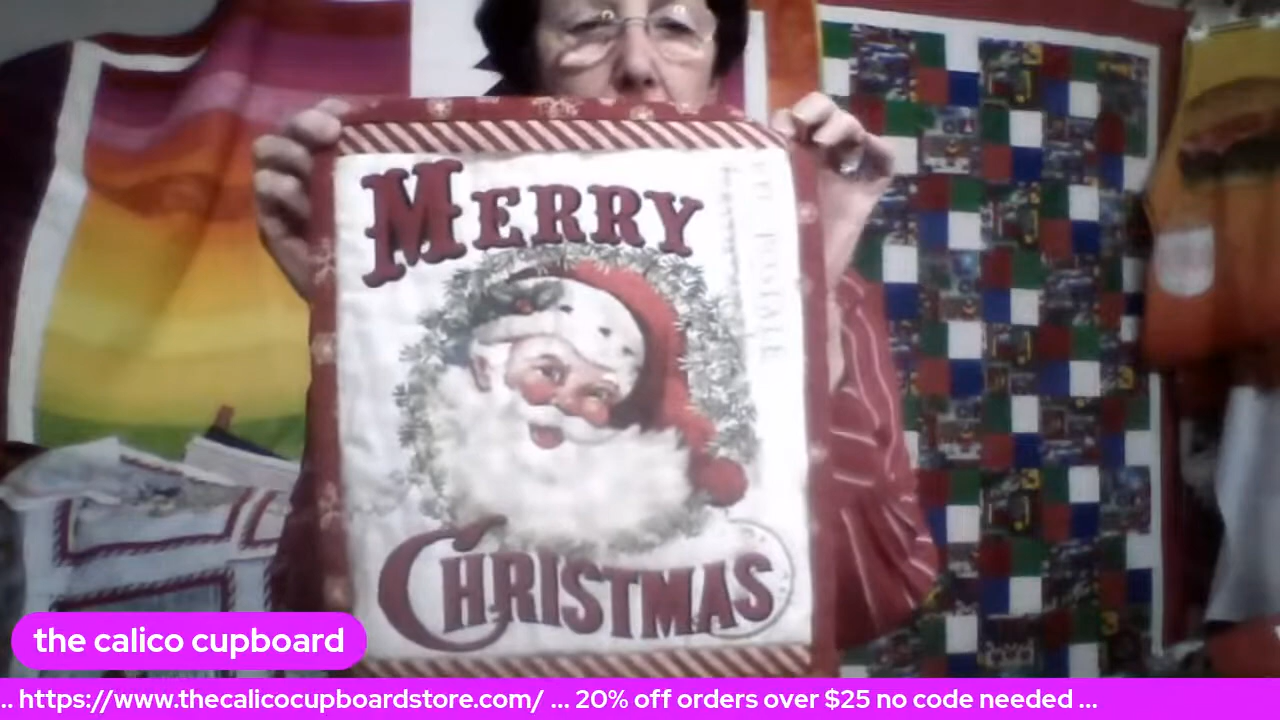 MERRY
CHRISTMAS
the calico cupboard
... https://www.thecalicocupboardstore.com/ ... 20% off orders over $25 no code needed ...